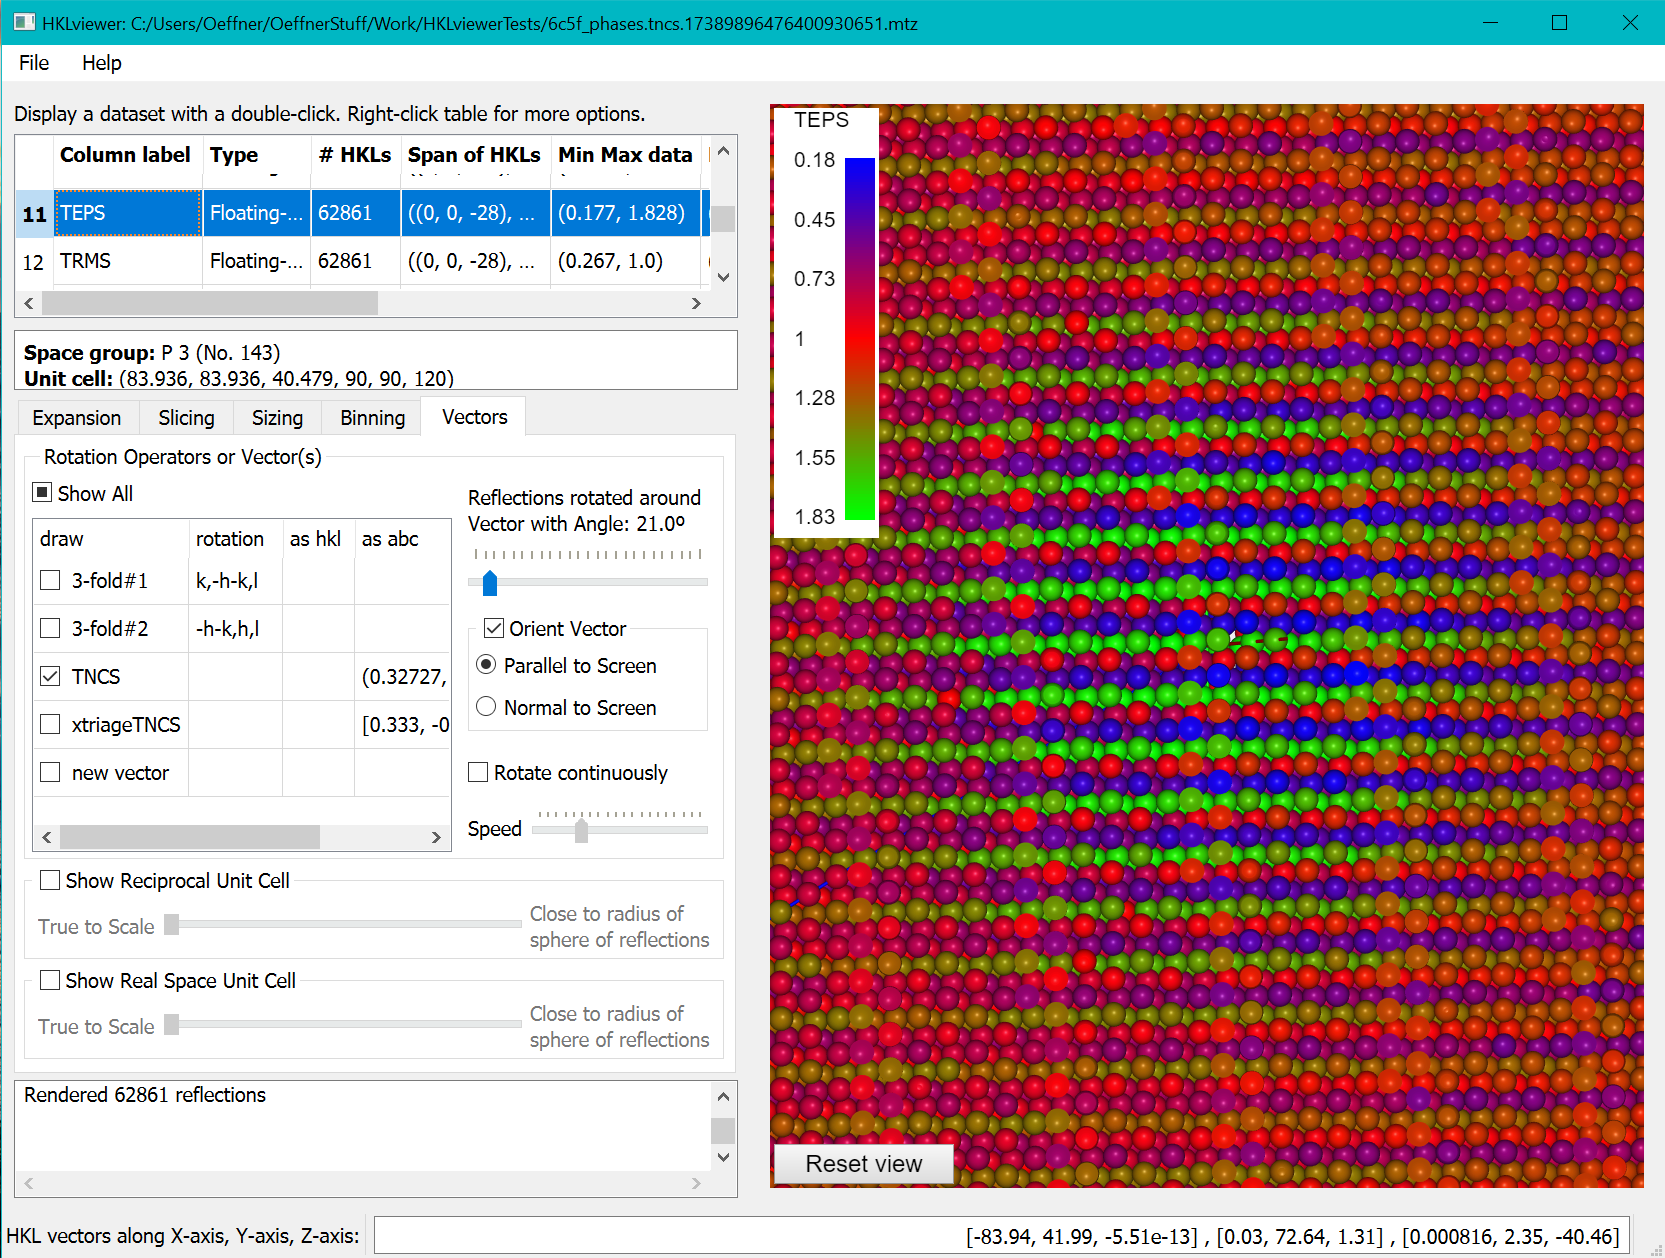 HKLviewer: C:/Users/Oeffner/OeffnerStuff/Work/HKLviewerTests/6c5f_phases.tncs.17389896476400930651.mtz
File Help
Display a dataset with a double-click. Right-click table for more options.
Column label Type # HKLs Span of HKLs Min Max data
11 TEPS Floating-... 62861 ((0, 0, -28), ... (0.177, 1.828)
12 TRMS Floating-... 62861 ((0, 0, -28), ... (0.267, 1.0)
Space group: P 3 (No. 143)
Unit cell: (83.936, 83.936, 40.479, 90, 90, 120)
Expansion Slicing Sizing Binning Vectors
Rotation Operators or Vector(s)
Show All
draw rotation as hkl as abc
3-fold#1 k,-h-k,l
3-fold#2 -h-k,h,l
TNCS (0.32727,
xtriageTNCS [0.333, -0
new vector
Reflections rotated around
Vector with Angle: 21.0º
Orient Vector
Parallel to Screen
Normal to Screen
Rotate continuously
Speed
Show Reciprocal Unit Cell
True to Scale
Close to radius of
sphere of reflections
Show Real Space Unit Cell
True to Scale
Close to radius of
sphere of reflections
Rendered 62861 reflections
TEPS
0.18
0.45
0.73
1
1.28
1.55
1.83
Reset view
HKL vectors along X-axis, Y-axis, Z-axis: [-83.94, 41.99, -5.51e-13] , [0.03, 72.64, 1.31] , [0.000816, 2.35, -40.46]